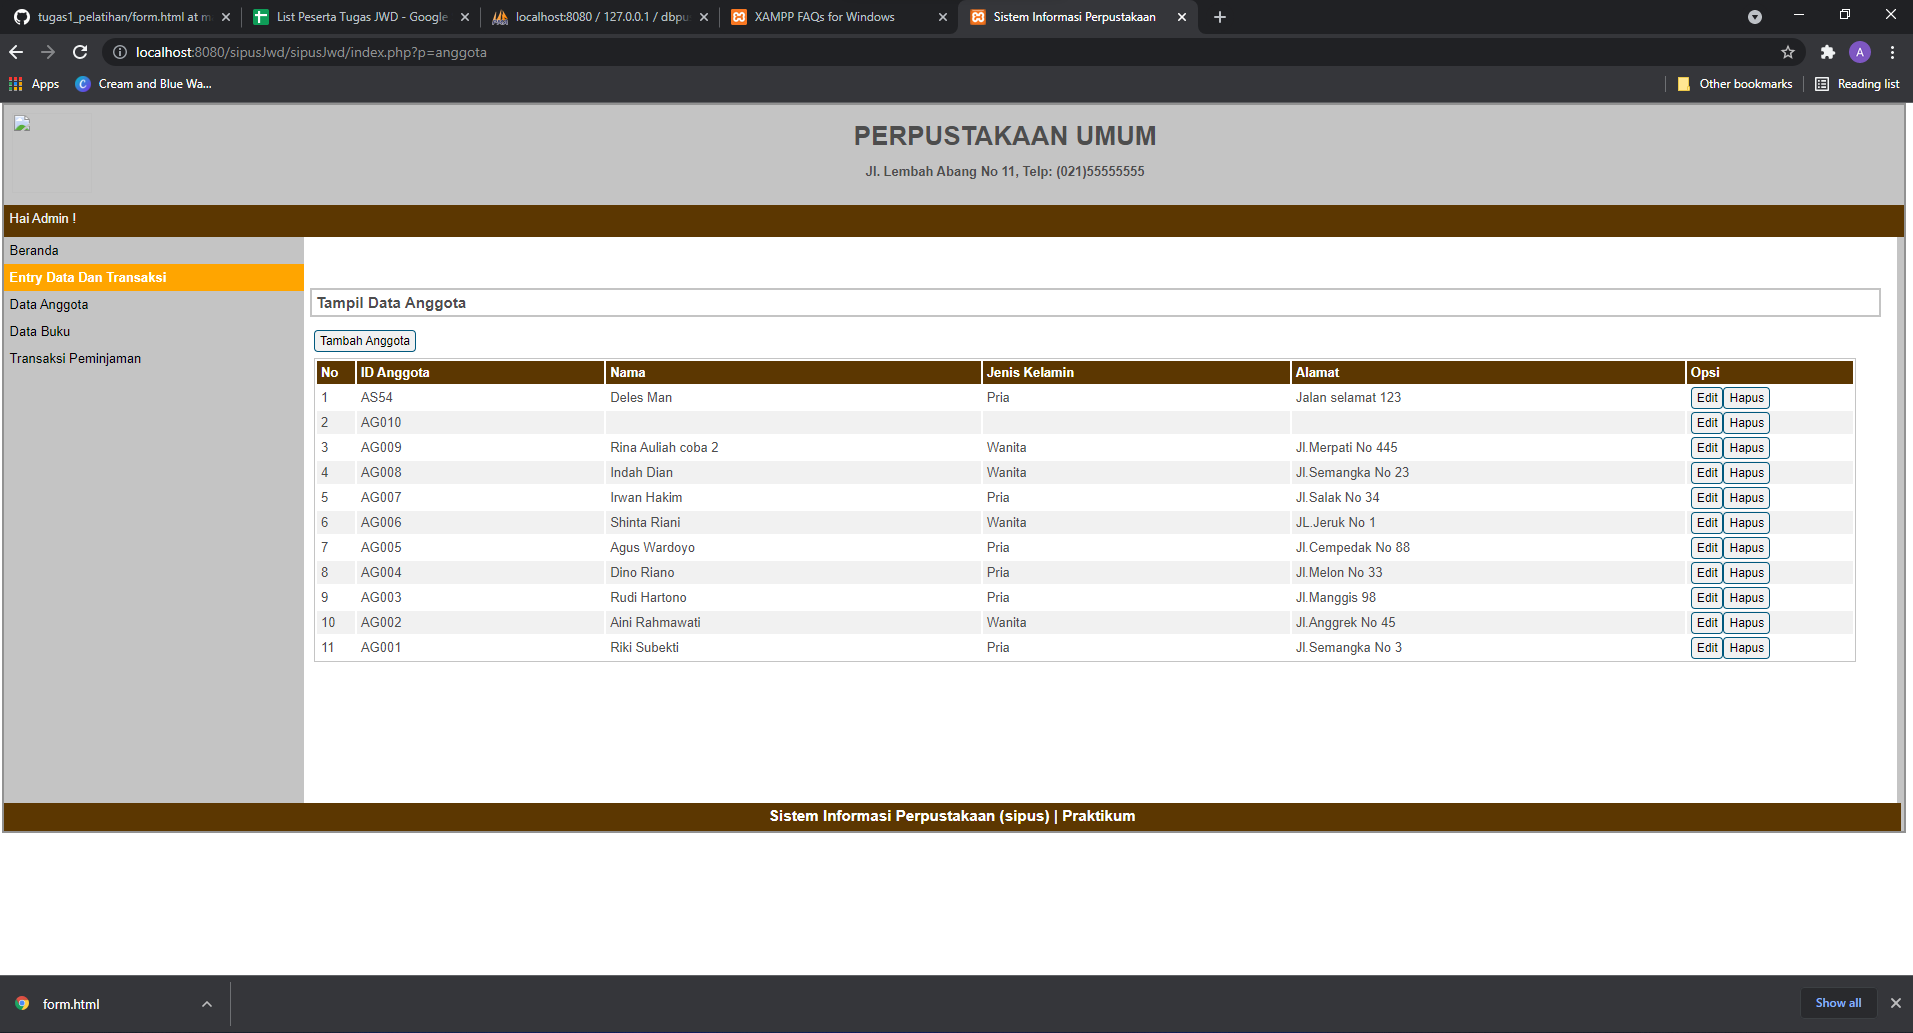 tugas1_pelatihan/form.html at m
List Peserta Tugas JWD - Google
localhost:8080 / 127.0.0.1 / dbpu
XAMPP FAQs for Windows
Sistem Informasi Perpustakaan
localhost:8080/sipusJwd/sipusJwd/index.php?p=anggota
A
Apps
C Cream and Blue Wa...
Other bookmarks
Reading list
PERPUSTAKAAN UMUM
Jl. Lembah Abang No 11, Telp: (021)55555555
Hai Admin !
Beranda
Entry Data Dan Transaksi
Data Anggota
Data Buku
Transaksi Peminjaman
Tampil Data Anggota
Tambah Anggota
No ID Anggota Nama Jenis Kelamin Alamat Opsi
1 AS54 Deles Man Pria Jalan selamat 123 Edit Hapus
2 AG010 Edit Hapus
3 AG009 Rina Auliah coba 2 Wanita Jl.Merpati No 445 Edit Hapus
4 AG008 Indah Dian Wanita Jl.Semangka No 23 Edit Hapus
5 AG007 Irwan Hakim Pria Jl.Salak No 34 Edit Hapus
6 AG006 Shinta Riani Wanita JL.Jeruk No 1 Edit Hapus
7 AG005 Agus Wardoyo Pria Jl.Cempedak No 88 Edit Hapus
8 AG004 Dino Riano Pria Jl.Melon No 33 Edit Hapus
9 AG003 Rudi Hartono Pria Jl.Manggis 98 Edit Hapus
10 AG002 Aini Rahmawati Wanita Jl.Anggrek No 45 Edit Hapus
11 AG001 Riki Subekti Pria Jl.Semangka No 3 Edit Hapus
Sistem Informasi Perpustakaan (sipus) | Praktikum
form.html
Show all